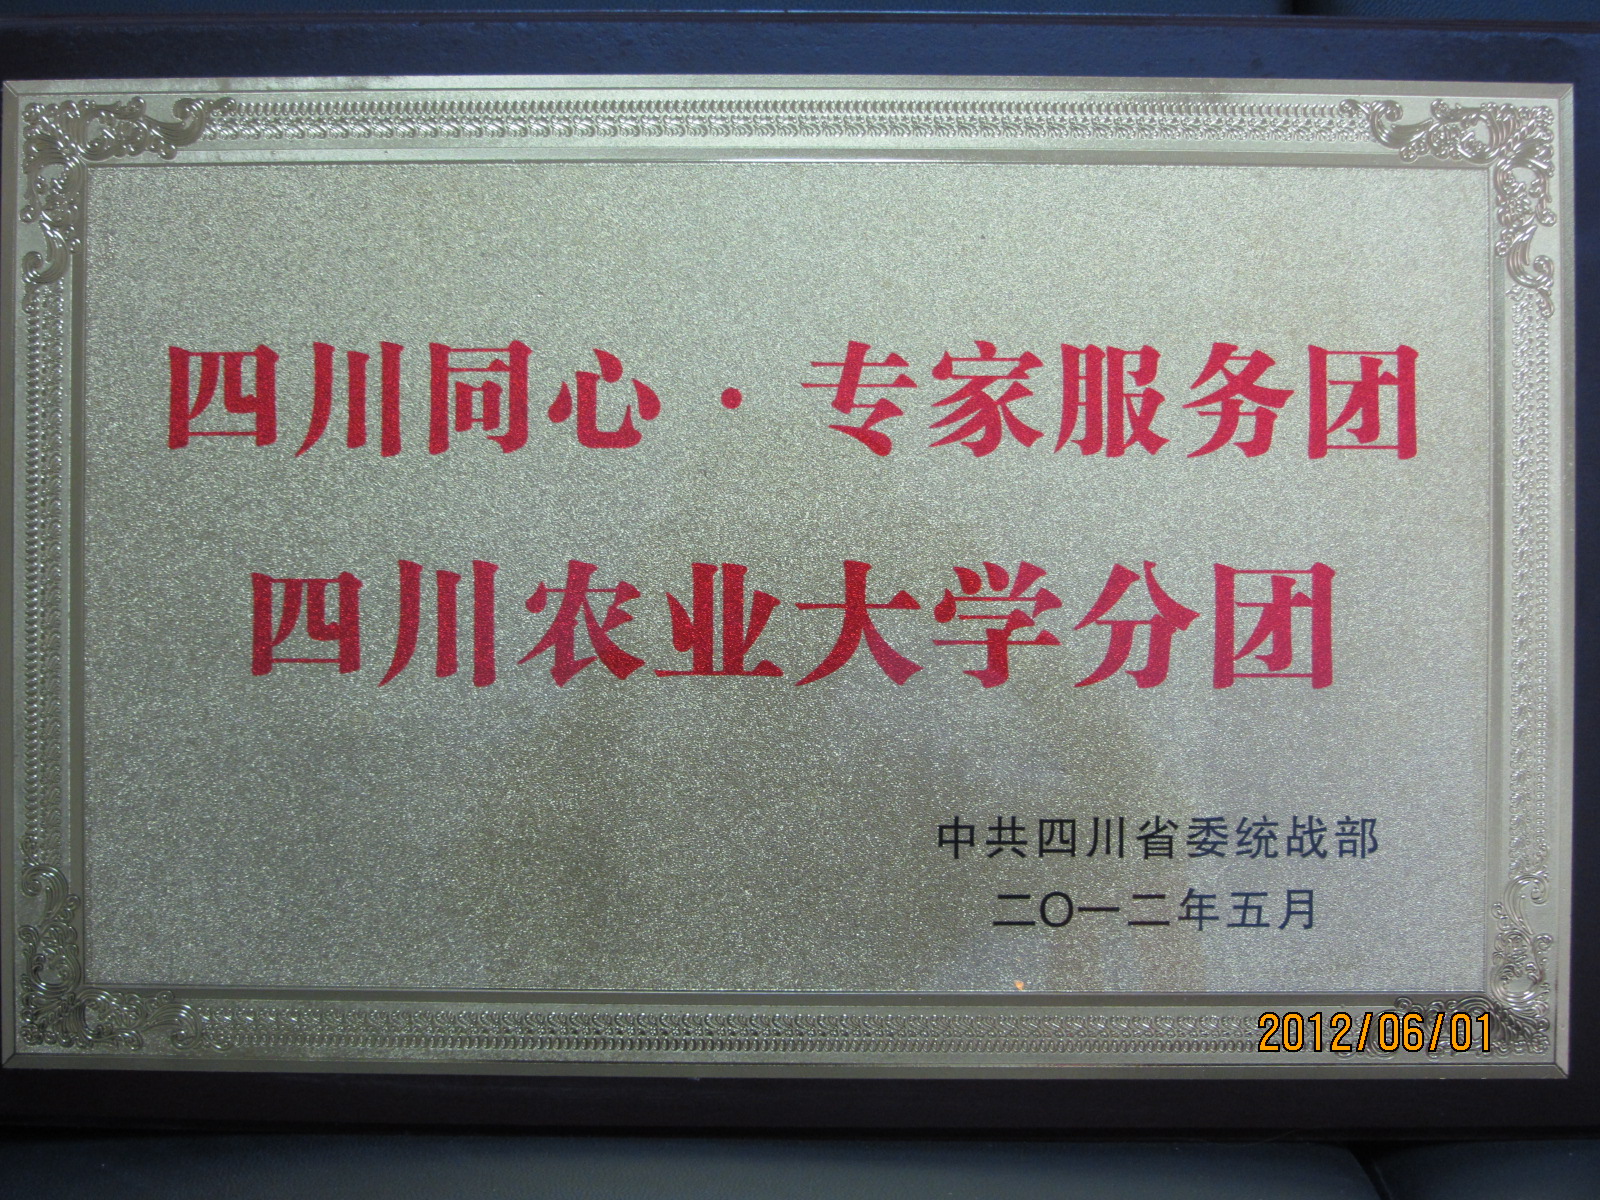 四川同心·专家服务团
四川农业大学分团
中共四川省委统战部
二〇一二年五月
2012/06/01